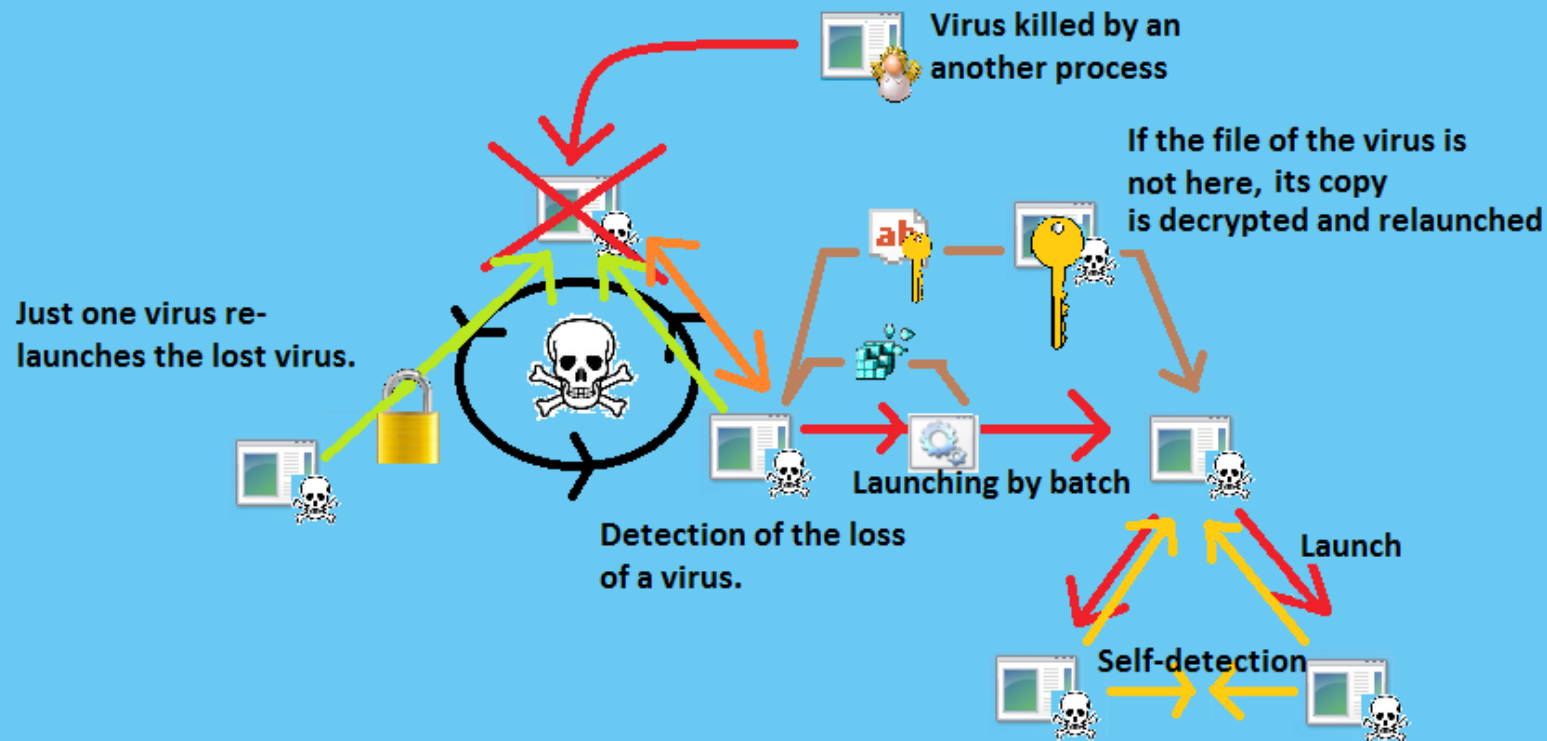 Virus killed by an
another process
If the file of the virus is
not here, its copy
is decrypted and relaunched
ab
Just one virus re-
launches the lost virus.
Launching by batch
Detection of the loss
of a virus.
Launch
Self-detection